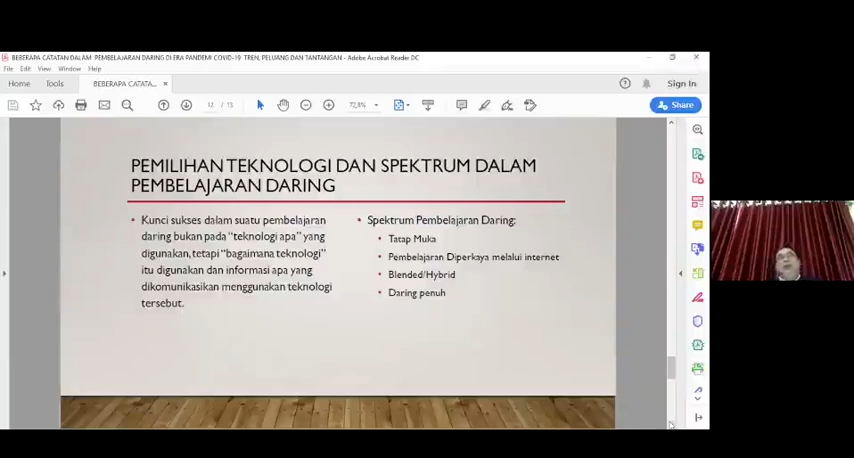 BEBERAPA CATATAN DALAM PEMBELAJARAN DARING DI ERA PANDEMI COVID-19 TREN, PELUANG DAN TANTANGAN - Adobe Acrobat Reader DC
File Edit View Window Help
Home Tools BEBERAPA CATATA... × Sign In
12 / 13 72,8% Share
PEMILIHAN TEKNOLOGI DAN SPEKTRUM DALAM
PEMBELAJARAN DARING
• Kunci sukses dalam suatu pembelajaran
daring bukan pada “teknologi apa” yang
digunakan, tetapi “bagaimana teknologi”
itu digunakan dan informasi apa yang
dikomunikasikan menggunakan teknologi
tersebut.
• Spektrum Pembelajaran Daring:
• Tatap Muka
• Pembelajaran Diperkaya melalui internet
• Blended/Hybrid
• Daring penuh